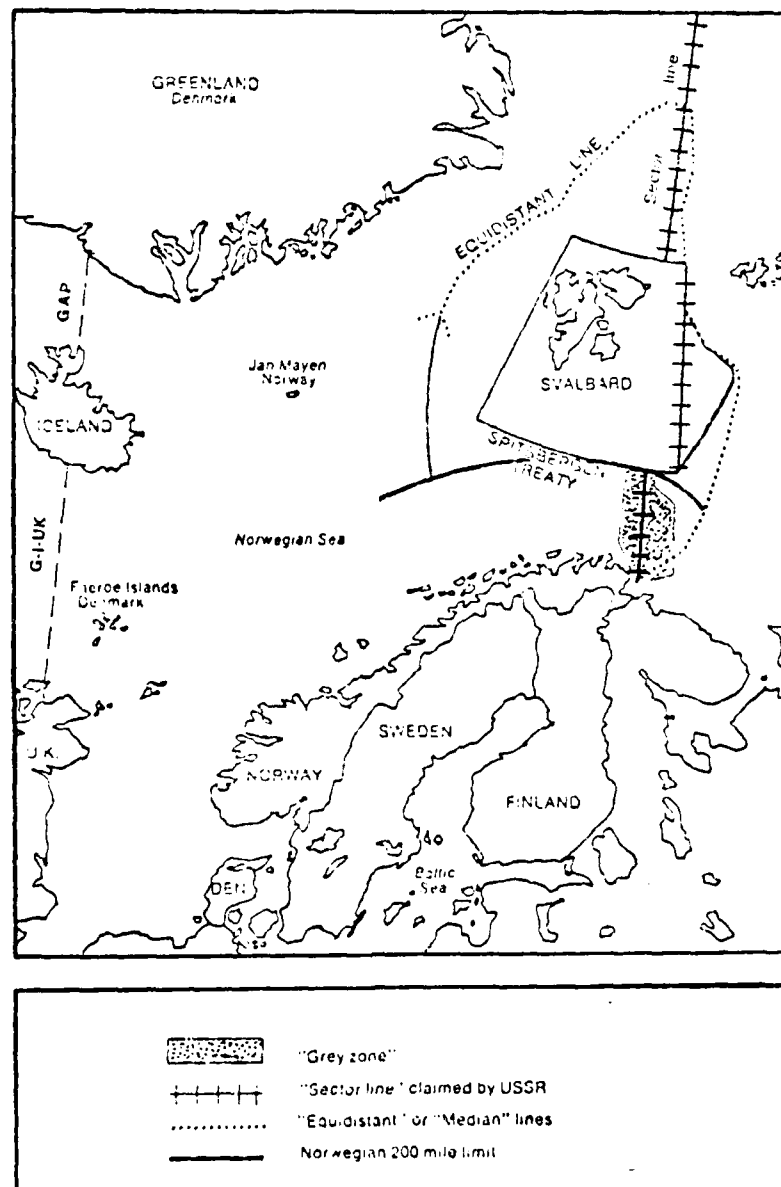 GREENLAND
Denmark
line
Sector
EQUIDISTANT LINE
GAP
Jan Mayen
Norway
SVALBARD
ICELAND
SPITSBERGEN
TREATY
Norwegian Sea
G-I-UK
Faeroe Islands
Denmark
U.K.
SWEDEN
NORWAY
FINLAND
DEN
Baltic
Sea
"Grey zone"
"Sector line" claimed by USSR
"Equidistant" or "Median" lines
Norwegian 200 mile limit